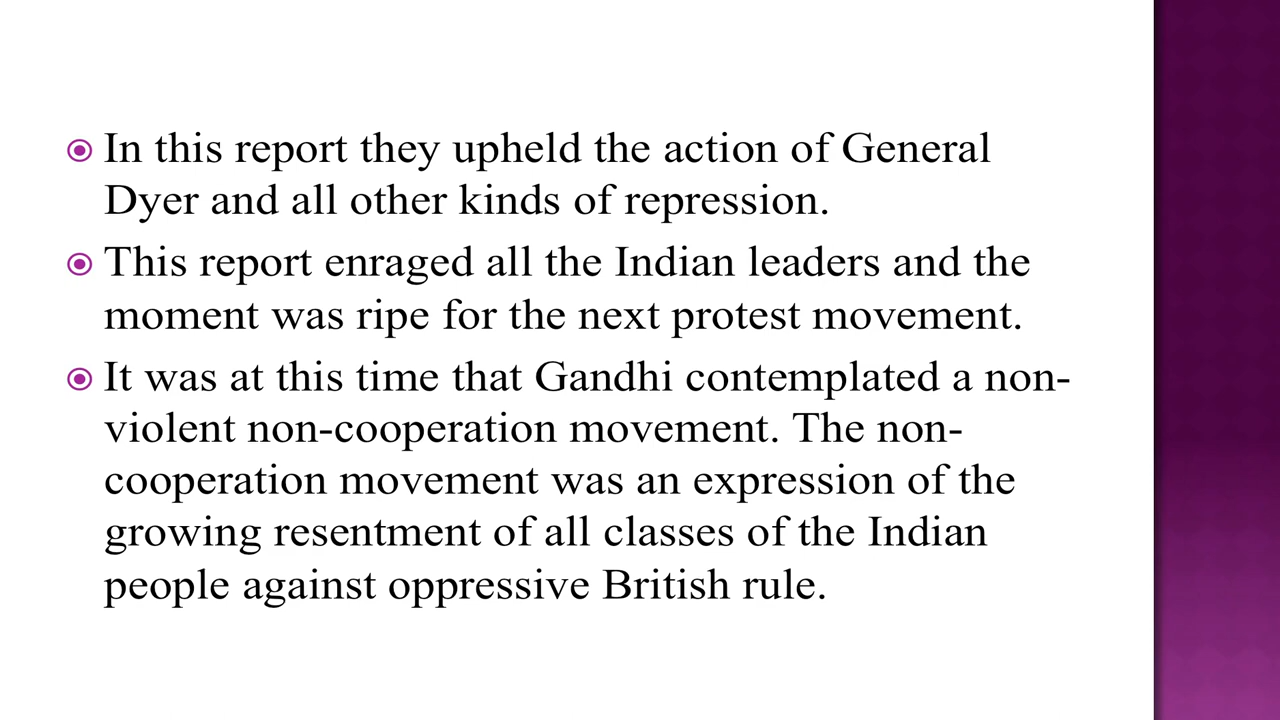 In this report they upheld the action of General
Dyer and all other kinds of repression.
This report enraged all the Indian leaders and the
moment was ripe for the next protest movement.
It was at this time that Gandhi contemplated a non-
violent non-cooperation movement. The non-
cooperation movement was an expression of the
growing resentment of all classes of the Indian
people against oppressive British rule.